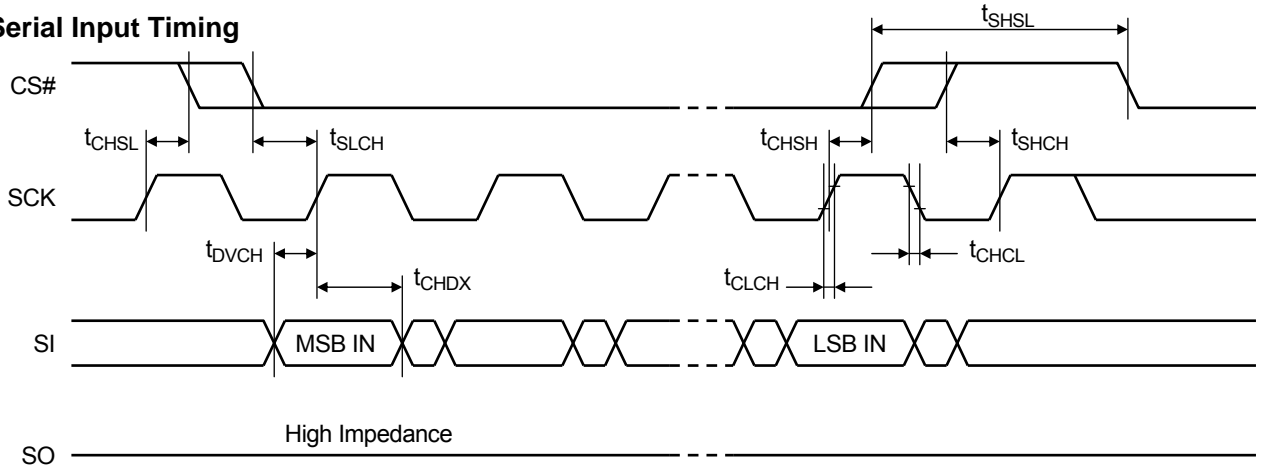 Serial Input Timing
tSHSL
CS#
tCHSL
tSLCH
tCHSH
tSHCH
SCK
tDVCH
tCHDX
tCLCH
tCHCL
SI
MSB IN
LSB IN
High Impedance
SO